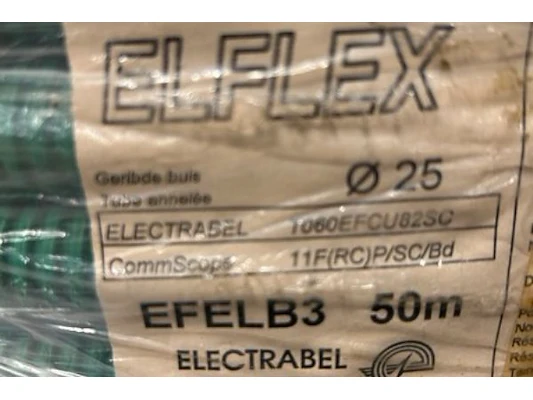 ELFLEX
Geribde buis Ø 25
Tube annelée
ELECTRABEL 1060EFCU82SC
CommScope 11F(RC)P/SC/Bd
EFELB3 50m
ELECTRABEL